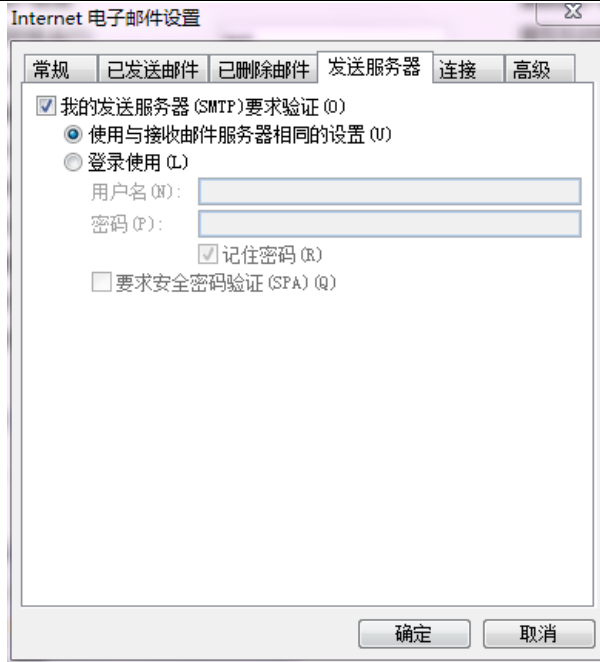 Internet 电子邮件设置
常规 已发送邮件 已删除邮件 发送服务器 连接 高级
我的发送服务器(SMTP)要求验证(O)
使用与接收邮件服务器相同的设置(U)
登录使用(L)
用户名(N):
密码(P):
记住密码(R)
要求安全密码验证(SPA)(Q)
确定 取消